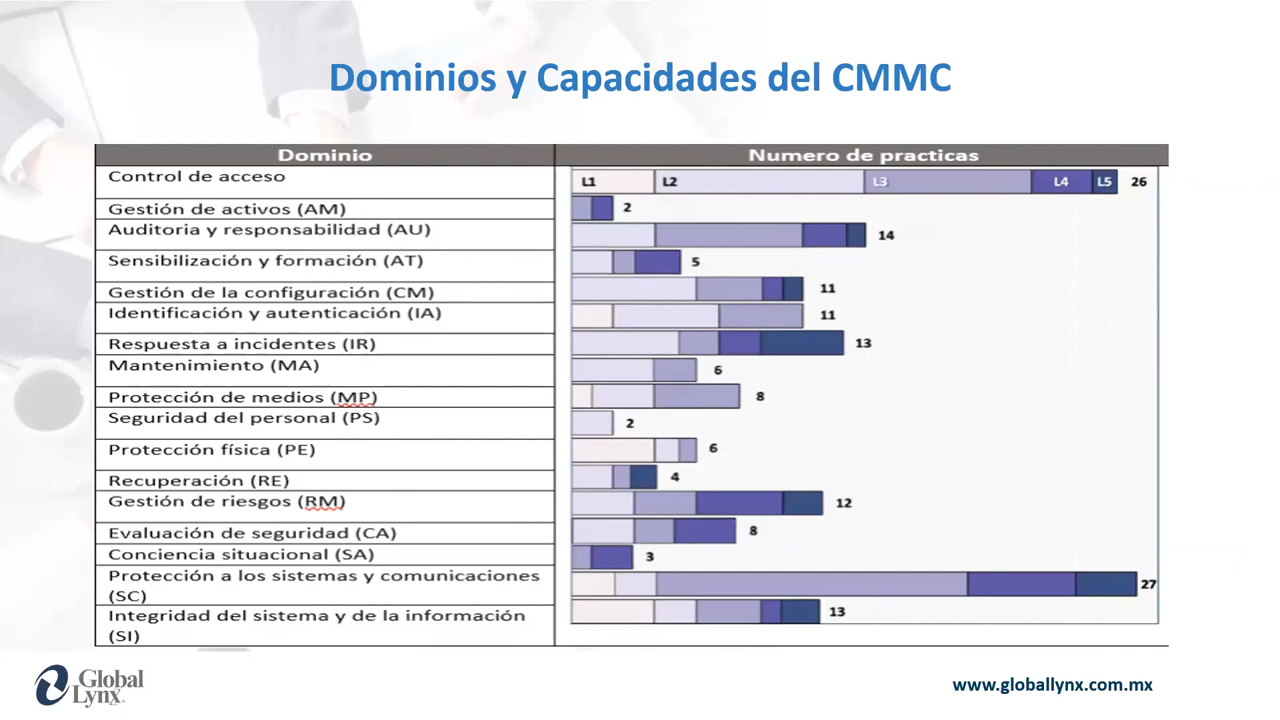 Dominios y Capacidades del CMMC
Dominio
Numero de practicas
Control de acceso
L1 L2 L3 L4 L5 26
Gestión de activos (AM)
2
Auditoria y responsabilidad (AU)
14
Sensibilización y formación (AT)
5
Gestión de la configuración (CM)
11
Identificación y autenticación (IA)
11
Respuesta a incidentes (IR)
13
Mantenimiento (MA)
6
Protección de medios (MP)
8
Seguridad del personal (PS)
2
Protección física (PE)
6
Recuperación (RE)
4
Gestión de riesgos (RM)
12
Evaluación de seguridad (CA)
8
Conciencia situacional (SA)
3
Protección a los sistemas y comunicaciones
(SC)
27
Integridad del sistema y de la información
(SI)
13
Global
Lynx
www.globallynx.com.mx